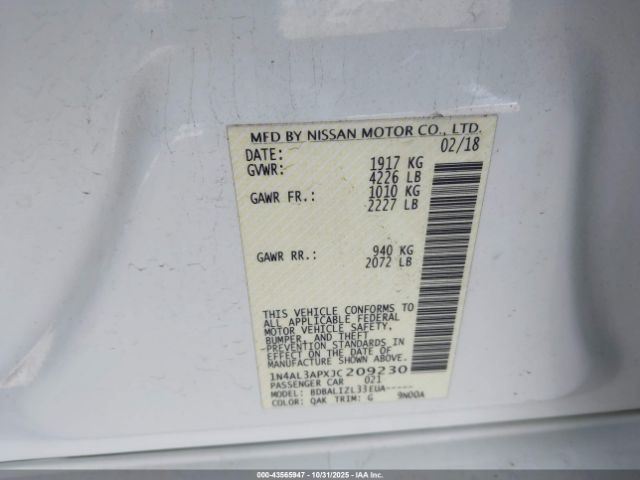 MFD BY NISSAN MOTOR CO., LTD.
DATE: 02/18
GVWR: 1917 KG
4226 LB
GAWR FR.: 1010 KG
2227 LB
GAWR RR.: 940 KG
2072 LB
THIS VEHICLE CONFORMS TO
ALL APPLICABLE FEDERAL
MOTOR VEHICLE SAFETY,
BUMPER, AND THEFT
PREVENTION STANDARDS IN
EFFECT ON THE DATE OF
MANUFACTURE SHOWN ABOVE.
1N4AL3APXJC209230
PASSENGER CAR 021
MODEL: BDBALIZL33EUA-----
COLOR: QAK TRIM: G 9N00A
000-43565947 • 10/31/2025 • IAA INC.